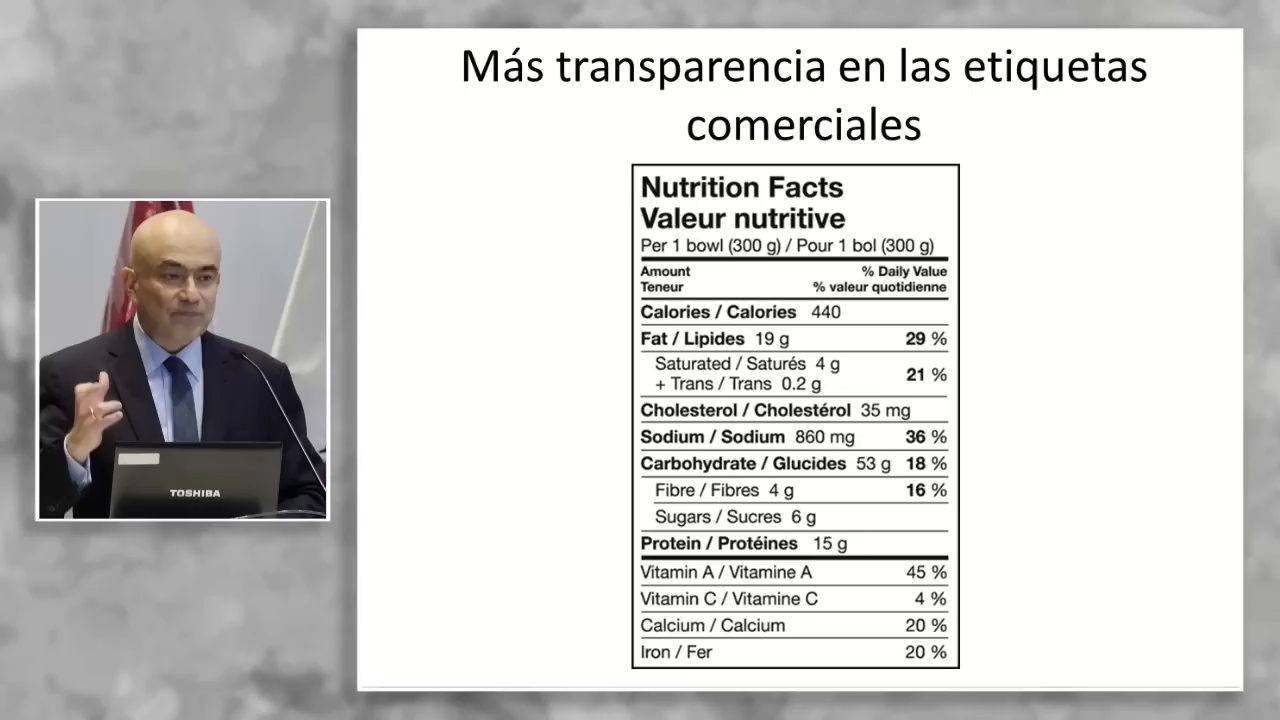 Más transparencia en las etiquetas
comerciales
Nutrition Facts
Valeur nutritive
Per 1 bowl (300 g) / Pour 1 bol (300 g)
Amount % Daily Value
Teneur % valeur quotidienne
Calories / Calories 440
Fat / Lipides 19 g 29 %
Saturated / Saturés 4 g
+ Trans / Trans 0.2 g 21 %
Cholesterol / Cholestérol 35 mg
Sodium / Sodium 860 mg 36 %
Carbohydrate / Glucides 53 g 18 %
Fibre / Fibres 4 g 16 %
Sugars / Sucres 6 g
Protein / Protéines 15 g
Vitamin A / Vitamine A 45 %
Vitamin C / Vitamine C 4 %
Calcium / Calcium 20 %
Iron / Fer 20 %
TOSHIBA